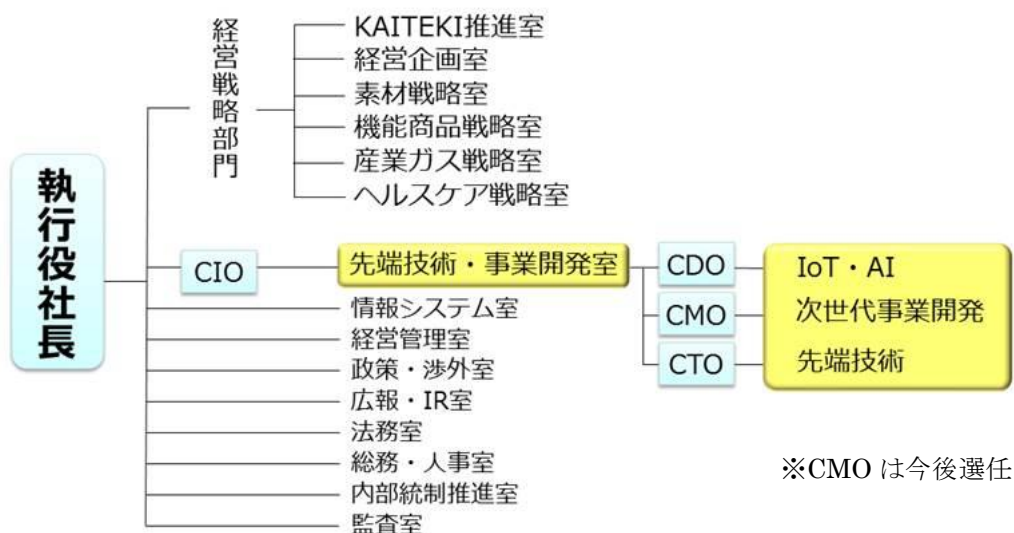 執行役社長
経営戦略部門
KAITEKI推進室
経営企画室
素材戦略室
機能商品戦略室
産業ガス戦略室
ヘルスケア戦略室
CIO
先端技術・事業開発室
CDO
IoT・AI
CMO
次世代事業開発
CTO
先端技術
情報システム室
経営管理室
政策・渉外室
広報・IR室
法務室
総務・人事室
内部統制推進室
監査室
※CMO は今後選任